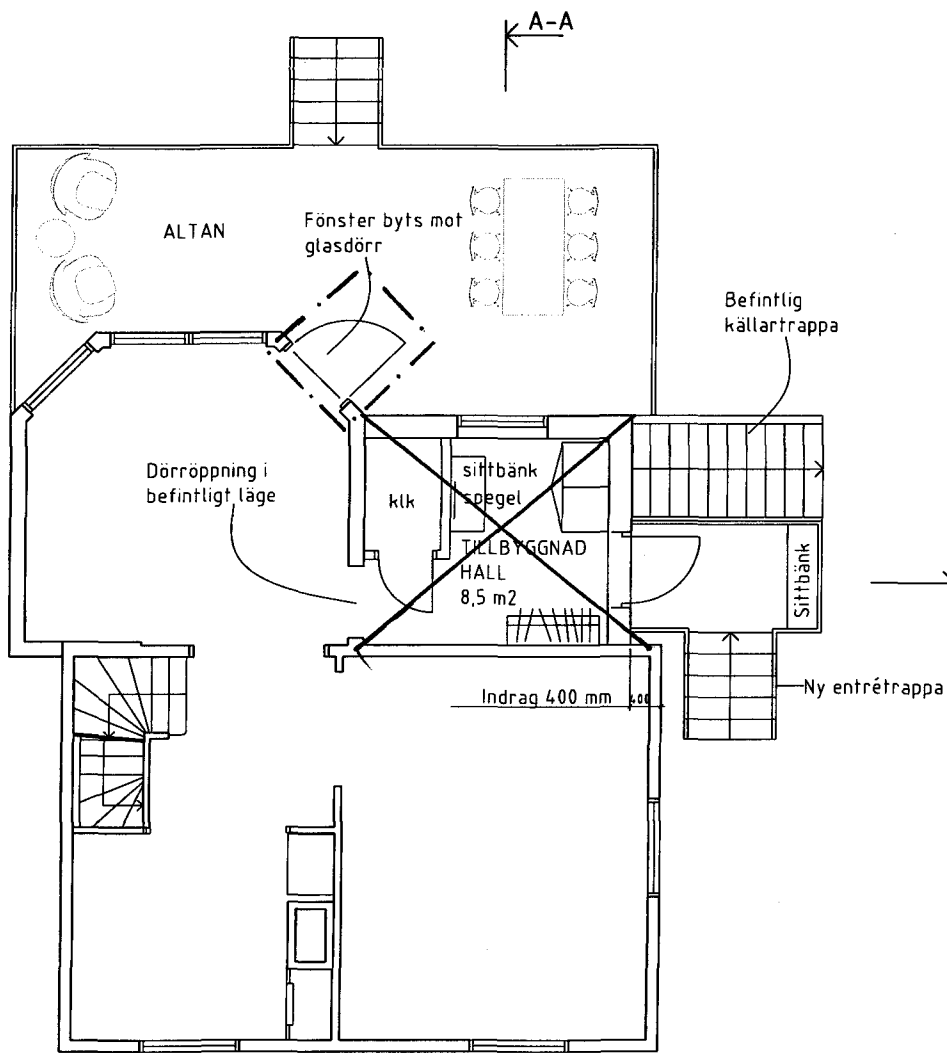 A-A
ALTAN
Fönster byts mot
glasdörr
Befintlig
källartrappa
Dörröppning i
befintligt läge
klk
sittbänk
spegel
TILLBYGGNAD
HALL
8,5 m2
Sittbänk
Indrag 400 mm
400
Ny entrétrappa